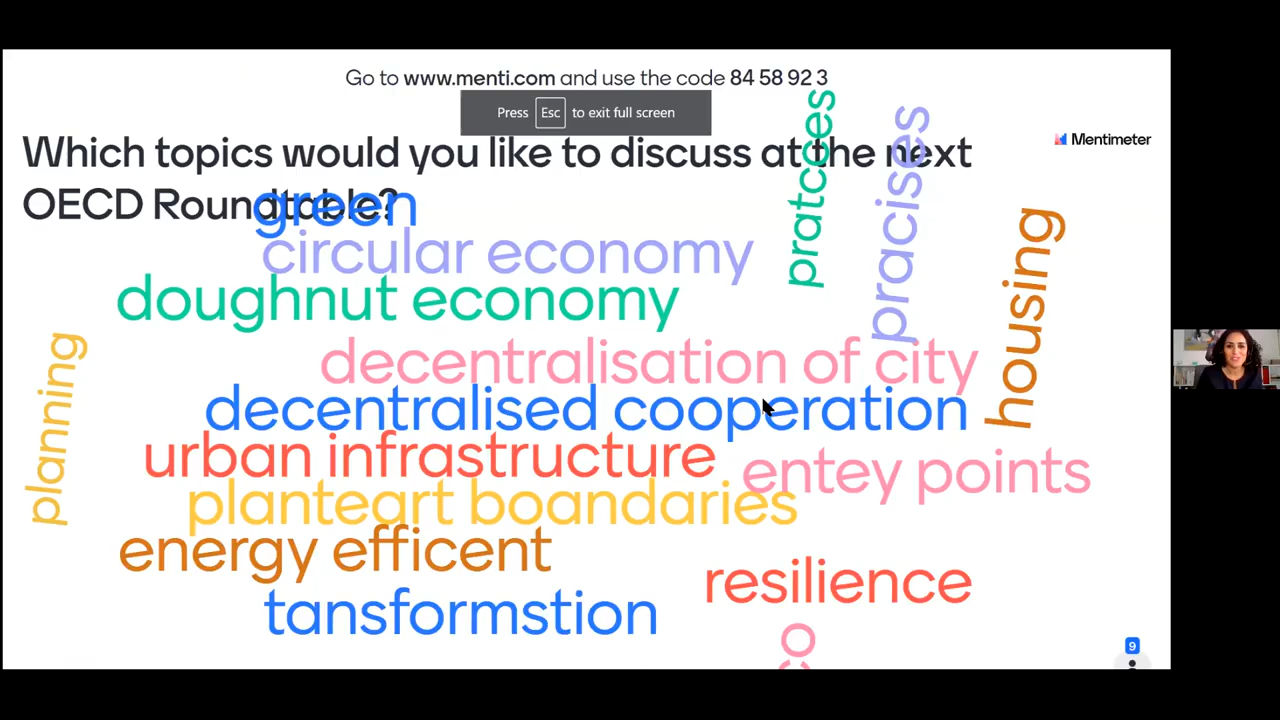 Go to www.menti.com and use the code 84 58 92 3
Press Esc to exit full screen
Mentimeter
Which topics would you like to discuss at the next
OECD Roundtable?
green
pratcces
pracises
circular economy
housing
doughnut economy
planning
decentralisation of city
decentralised cooperation
urban infrastructure
entey points
planteart boandaries
energy efficent
resilience
tansformstion
co
9